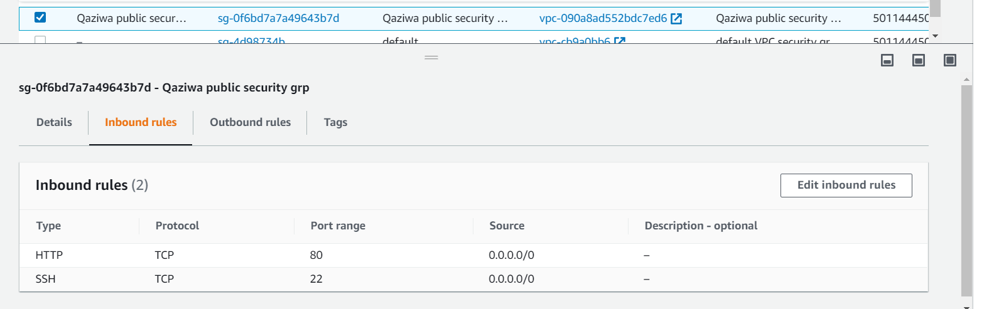 Qaziwa public secur... sg-0f6bd7a7a49643b7d Qaziwa public security ... vpc-090a8ad552bdc7ed6 Qaziwa public security ...501144450
– sg-4d98734b default vpc-cb9a0bb6 default VPC security gr 501144450
sg-0f6bd7a7a49643b7d - Qaziwa public security grp
Details Inbound rules Outbound rules Tags
Inbound rules (2) Edit inbound rules
Type Protocol Port range Source Description - optional
HTTP TCP 80 0.0.0.0/0 –
SSH TCP 22 0.0.0.0/0 –